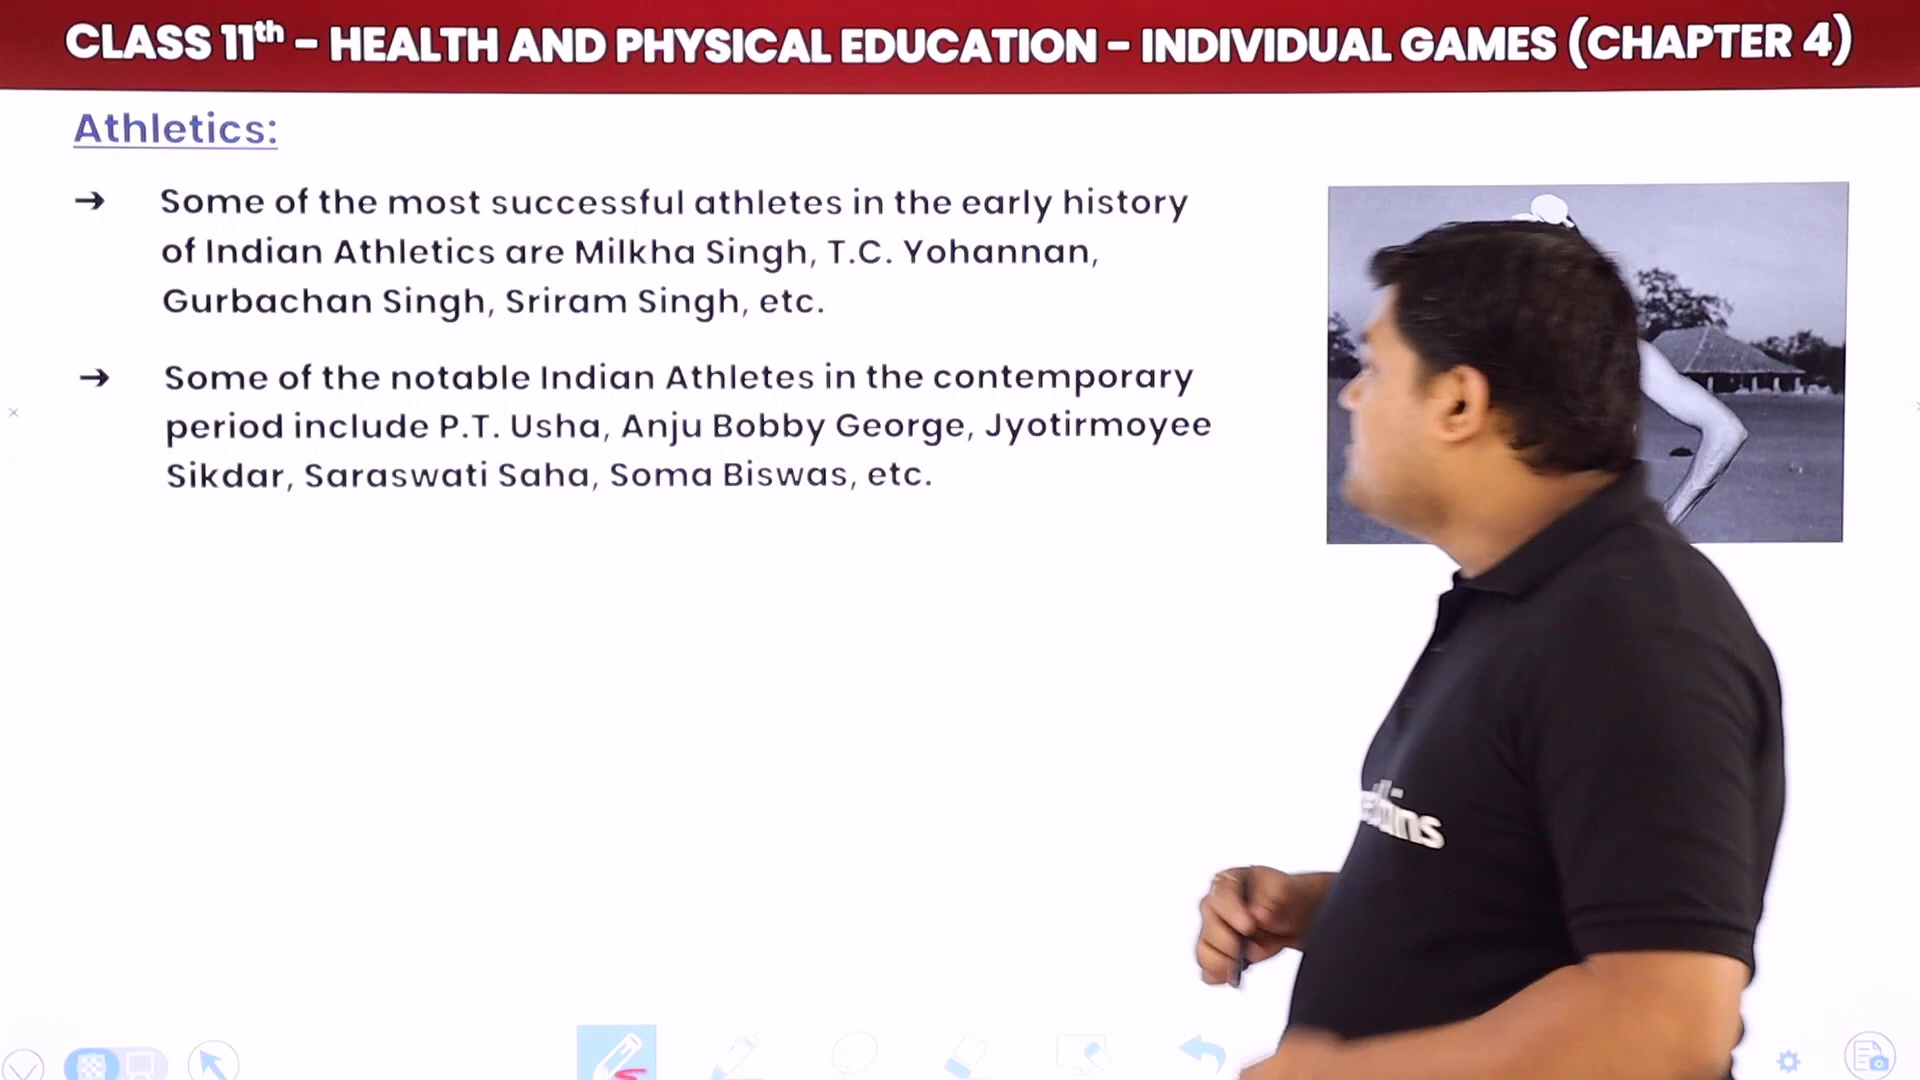 CLASS 11th – HEALTH AND PHYSICAL EDUCATION – INDIVIDUAL GAMES (CHAPTER 4)
Athletics:
➔ Some of the most successful athletes in the early history
of Indian Athletics are Milkha Singh, T.C. Yohannan,
Gurbachan Singh, Sriram Singh, etc.
➔ Some of the notable Indian Athletes in the contemporary
period include P.T. Usha, Anju Bobby George, Jyotirmoyee
Sikdar, Saraswati Saha, Soma Biswas, etc.